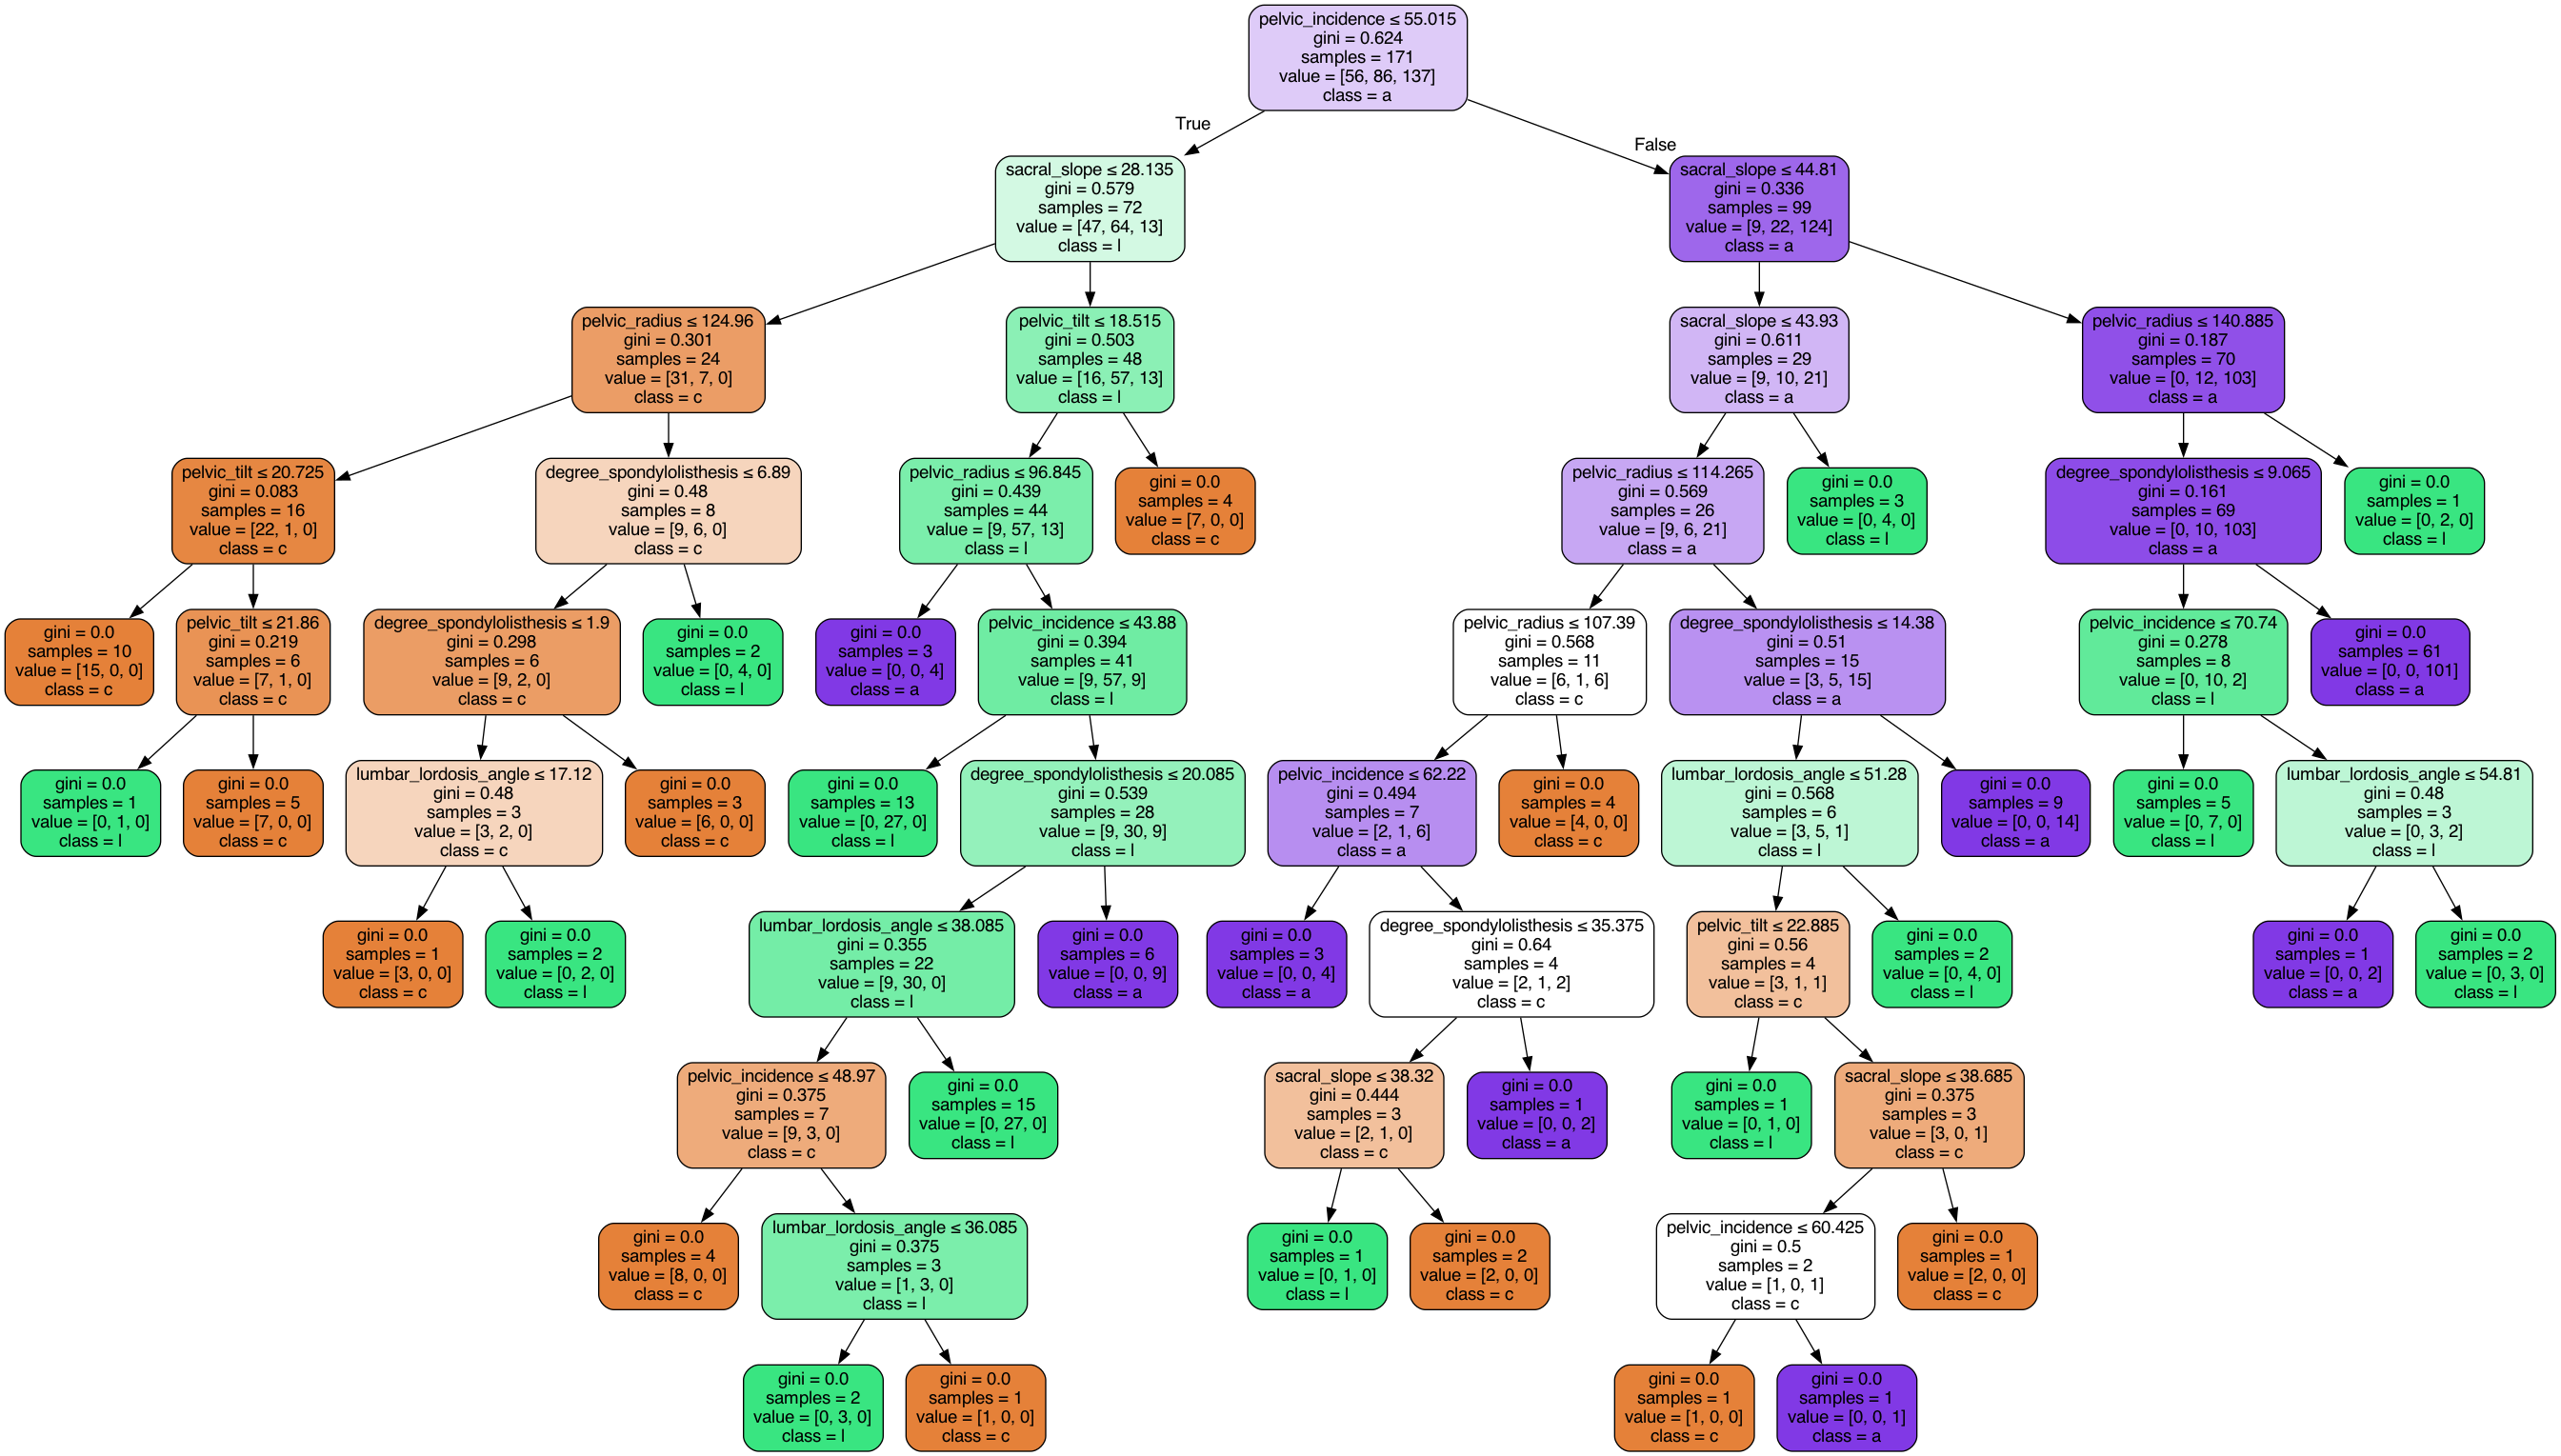 pelvic_incidence ≤ 55.015
gini = 0.624
samples = 171
value = [56, 86, 137]
class = a
True
False
sacral_slope ≤ 28.135
gini = 0.579
samples = 72
value = [47, 64, 13]
class = l
sacral_slope ≤ 44.81
gini = 0.336
samples = 99
value = [9, 22, 124]
class = a
pelvic_radius ≤ 124.96
gini = 0.301
samples = 24
value = [31, 7, 0]
class = c
pelvic_tilt ≤ 18.515
gini = 0.503
samples = 48
value = [16, 57, 13]
class = l
sacral_slope ≤ 43.93
gini = 0.611
samples = 29
value = [9, 10, 21]
class = a
pelvic_radius ≤ 140.885
gini = 0.187
samples = 70
value = [0, 12, 103]
class = a
pelvic_tilt ≤ 20.725
gini = 0.083
samples = 16
value = [22, 1, 0]
class = c
degree_spondylolisthesis ≤ 6.89
gini = 0.48
samples = 8
value = [9, 6, 0]
class = c
pelvic_radius ≤ 96.845
gini = 0.439
samples = 44
value = [9, 57, 13]
class = l
gini = 0.0
samples = 4
value = [7, 0, 0]
class = c
pelvic_radius ≤ 114.265
gini = 0.569
samples = 26
value = [9, 6, 21]
class = a
gini = 0.0
samples = 3
value = [0, 4, 0]
class = l
degree_spondylolisthesis ≤ 9.065
gini = 0.161
samples = 69
value = [0, 10, 103]
class = a
gini = 0.0
samples = 1
value = [0, 2, 0]
class = l
gini = 0.0
samples = 10
value = [15, 0, 0]
class = c
pelvic_tilt ≤ 21.86
gini = 0.219
samples = 6
value = [7, 1, 0]
class = c
degree_spondylolisthesis ≤ 1.9
gini = 0.298
samples = 6
value = [9, 2, 0]
class = c
gini = 0.0
samples = 2
value = [0, 4, 0]
class = l
gini = 0.0
samples = 3
value = [0, 0, 4]
class = a
pelvic_incidence ≤ 43.88
gini = 0.394
samples = 41
value = [9, 57, 9]
class = l
pelvic_radius ≤ 107.39
gini = 0.568
samples = 11
value = [6, 1, 6]
class = c
degree_spondylolisthesis ≤ 14.38
gini = 0.51
samples = 15
value = [3, 5, 15]
class = a
pelvic_incidence ≤ 70.74
gini = 0.278
samples = 8
value = [0, 10, 2]
class = l
gini = 0.0
samples = 61
value = [0, 0, 101]
class = a
gini = 0.0
samples = 1
value = [0, 1, 0]
class = l
gini = 0.0
samples = 5
value = [7, 0, 0]
class = c
lumbar_lordosis_angle ≤ 17.12
gini = 0.48
samples = 3
value = [3, 2, 0]
class = c
gini = 0.0
samples = 3
value = [6, 0, 0]
class = c
gini = 0.0
samples = 13
value = [0, 27, 0]
class = l
degree_spondylolisthesis ≤ 20.085
gini = 0.539
samples = 28
value = [9, 30, 9]
class = l
pelvic_incidence ≤ 62.22
gini = 0.494
samples = 7
value = [2, 1, 6]
class = a
gini = 0.0
samples = 4
value = [4, 0, 0]
class = c
lumbar_lordosis_angle ≤ 51.28
gini = 0.568
samples = 6
value = [3, 5, 1]
class = l
gini = 0.0
samples = 9
value = [0, 0, 14]
class = a
gini = 0.0
samples = 5
value = [0, 7, 0]
class = l
lumbar_lordosis_angle ≤ 54.81
gini = 0.48
samples = 3
value = [0, 3, 2]
class = l
gini = 0.0
samples = 1
value = [3, 0, 0]
class = c
gini = 0.0
samples = 2
value = [0, 2, 0]
class = l
lumbar_lordosis_angle ≤ 38.085
gini = 0.355
samples = 22
value = [9, 30, 0]
class = l
gini = 0.0
samples = 6
value = [0, 0, 9]
class = a
gini = 0.0
samples = 3
value = [0, 0, 4]
class = a
degree_spondylolisthesis ≤ 35.375
gini = 0.64
samples = 4
value = [2, 1, 2]
class = c
pelvic_tilt ≤ 22.885
gini = 0.56
samples = 4
value = [3, 1, 1]
class = c
gini = 0.0
samples = 2
value = [0, 4, 0]
class = l
gini = 0.0
samples = 1
value = [0, 0, 2]
class = a
gini = 0.0
samples = 2
value = [0, 3, 0]
class = l
pelvic_incidence ≤ 48.97
gini = 0.375
samples = 7
value = [9, 3, 0]
class = c
gini = 0.0
samples = 15
value = [0, 27, 0]
class = l
sacral_slope ≤ 38.32
gini = 0.444
samples = 3
value = [2, 1, 0]
class = c
gini = 0.0
samples = 1
value = [0, 0, 2]
class = a
gini = 0.0
samples = 1
value = [0, 1, 0]
class = l
sacral_slope ≤ 38.685
gini = 0.375
samples = 3
value = [3, 0, 1]
class = c
gini = 0.0
samples = 4
value = [8, 0, 0]
class = c
lumbar_lordosis_angle ≤ 36.085
gini = 0.375
samples = 3
value = [1, 3, 0]
class = l
gini = 0.0
samples = 1
value = [0, 1, 0]
class = l
gini = 0.0
samples = 2
value = [2, 0, 0]
class = c
pelvic_incidence ≤ 60.425
gini = 0.5
samples = 2
value = [1, 0, 1]
class = c
gini = 0.0
samples = 1
value = [2, 0, 0]
class = c
gini = 0.0
samples = 2
value = [0, 3, 0]
class = l
gini = 0.0
samples = 1
value = [1, 0, 0]
class = c
gini = 0.0
samples = 1
value = [1, 0, 0]
class = c
gini = 0.0
samples = 1
value = [0, 0, 1]
class = a